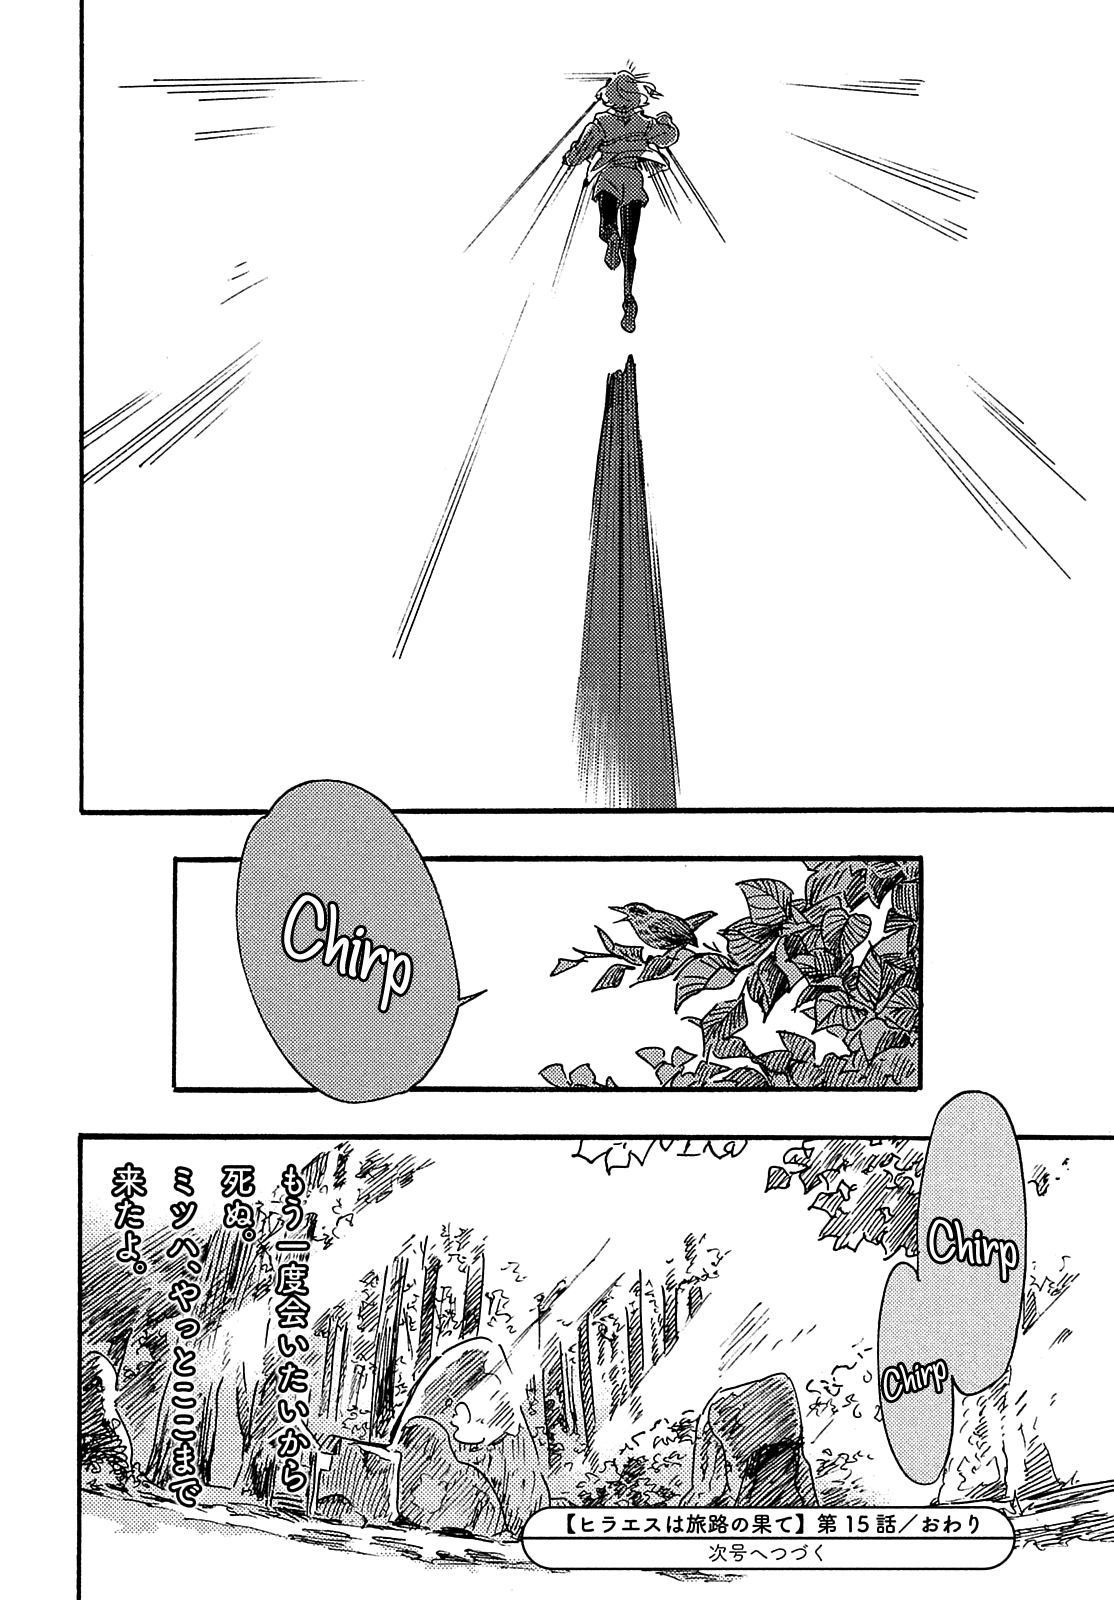 Chirp
Chirp
Chirp
もう一度会いたいから
死ぬ。
ミツハ、やっとここまで
来たよ。
【ヒラエスは旅路の果て】第15話／おわり
次号へつづく